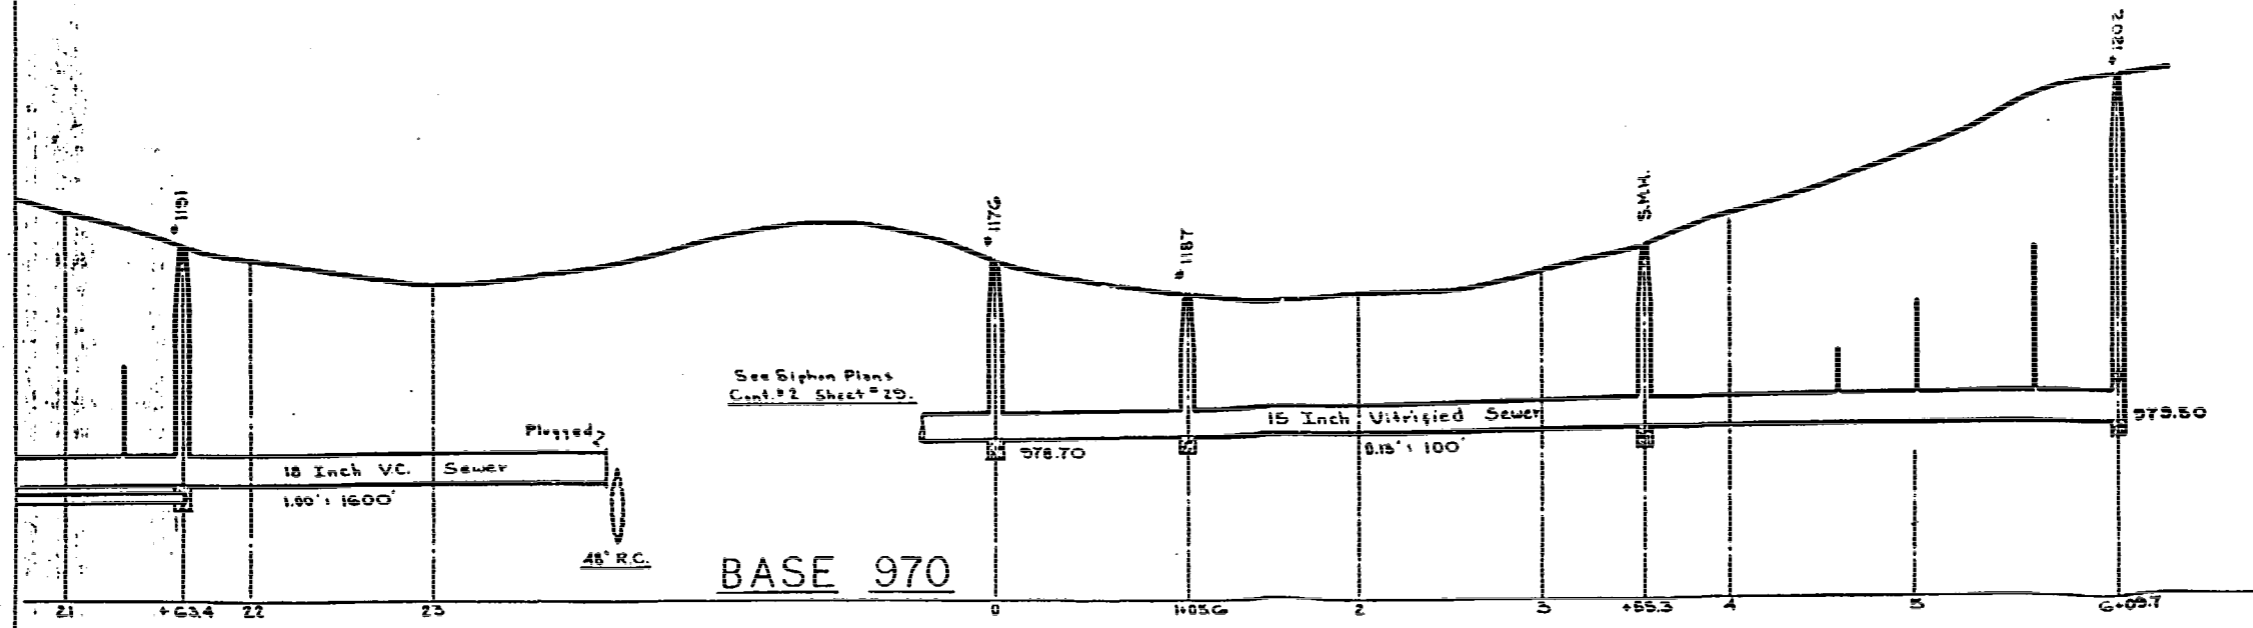 #1202
#1191
#1176
#1187
S.M.H.
See Siphon Plans
Cont.#2 Sheet #29.
Plugged
15 Inch Vitrified Sewer
979.50
18 Inch V.C. Sewer
978.70
0.15' : 100'
1.00' : 1600'
48" R.C.
BASE 970
21
+63.4
22
23
0
1+05.6
2
3
+55.3
4
5
6+09.7